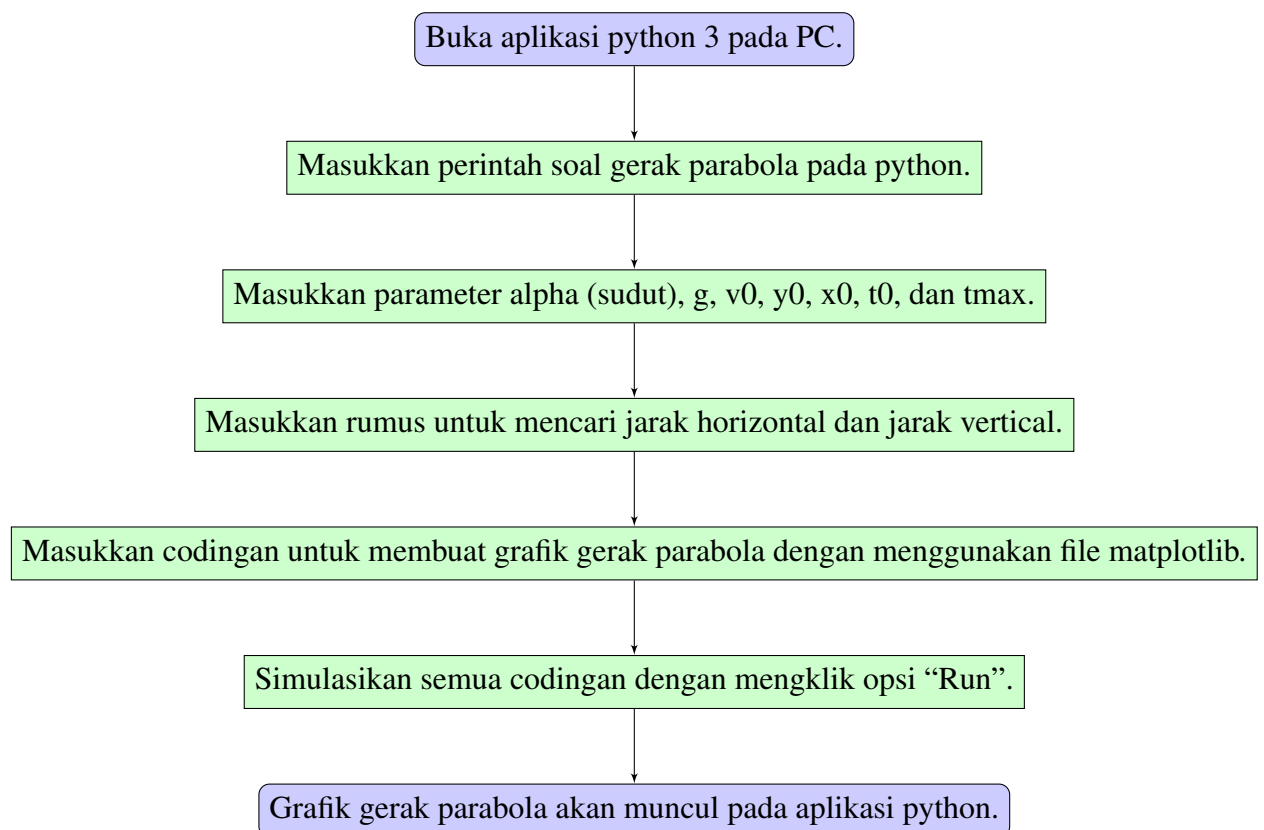 Buka aplikasi python 3 pada PC.
Masukkan perintah soal gerak parabola pada python.
Masukkan parameter alpha (sudut), g, v0, y0, x0, t0, dan tmax.
Masukkan rumus untuk mencari jarak horizontal dan jarak vertical.
Masukkan codingan untuk membuat grafik gerak parabola dengan menggunakan file matplotlib.
Simulasikan semua codingan dengan mengklik opsi “Run”.
Grafik gerak parabola akan muncul pada aplikasi python.